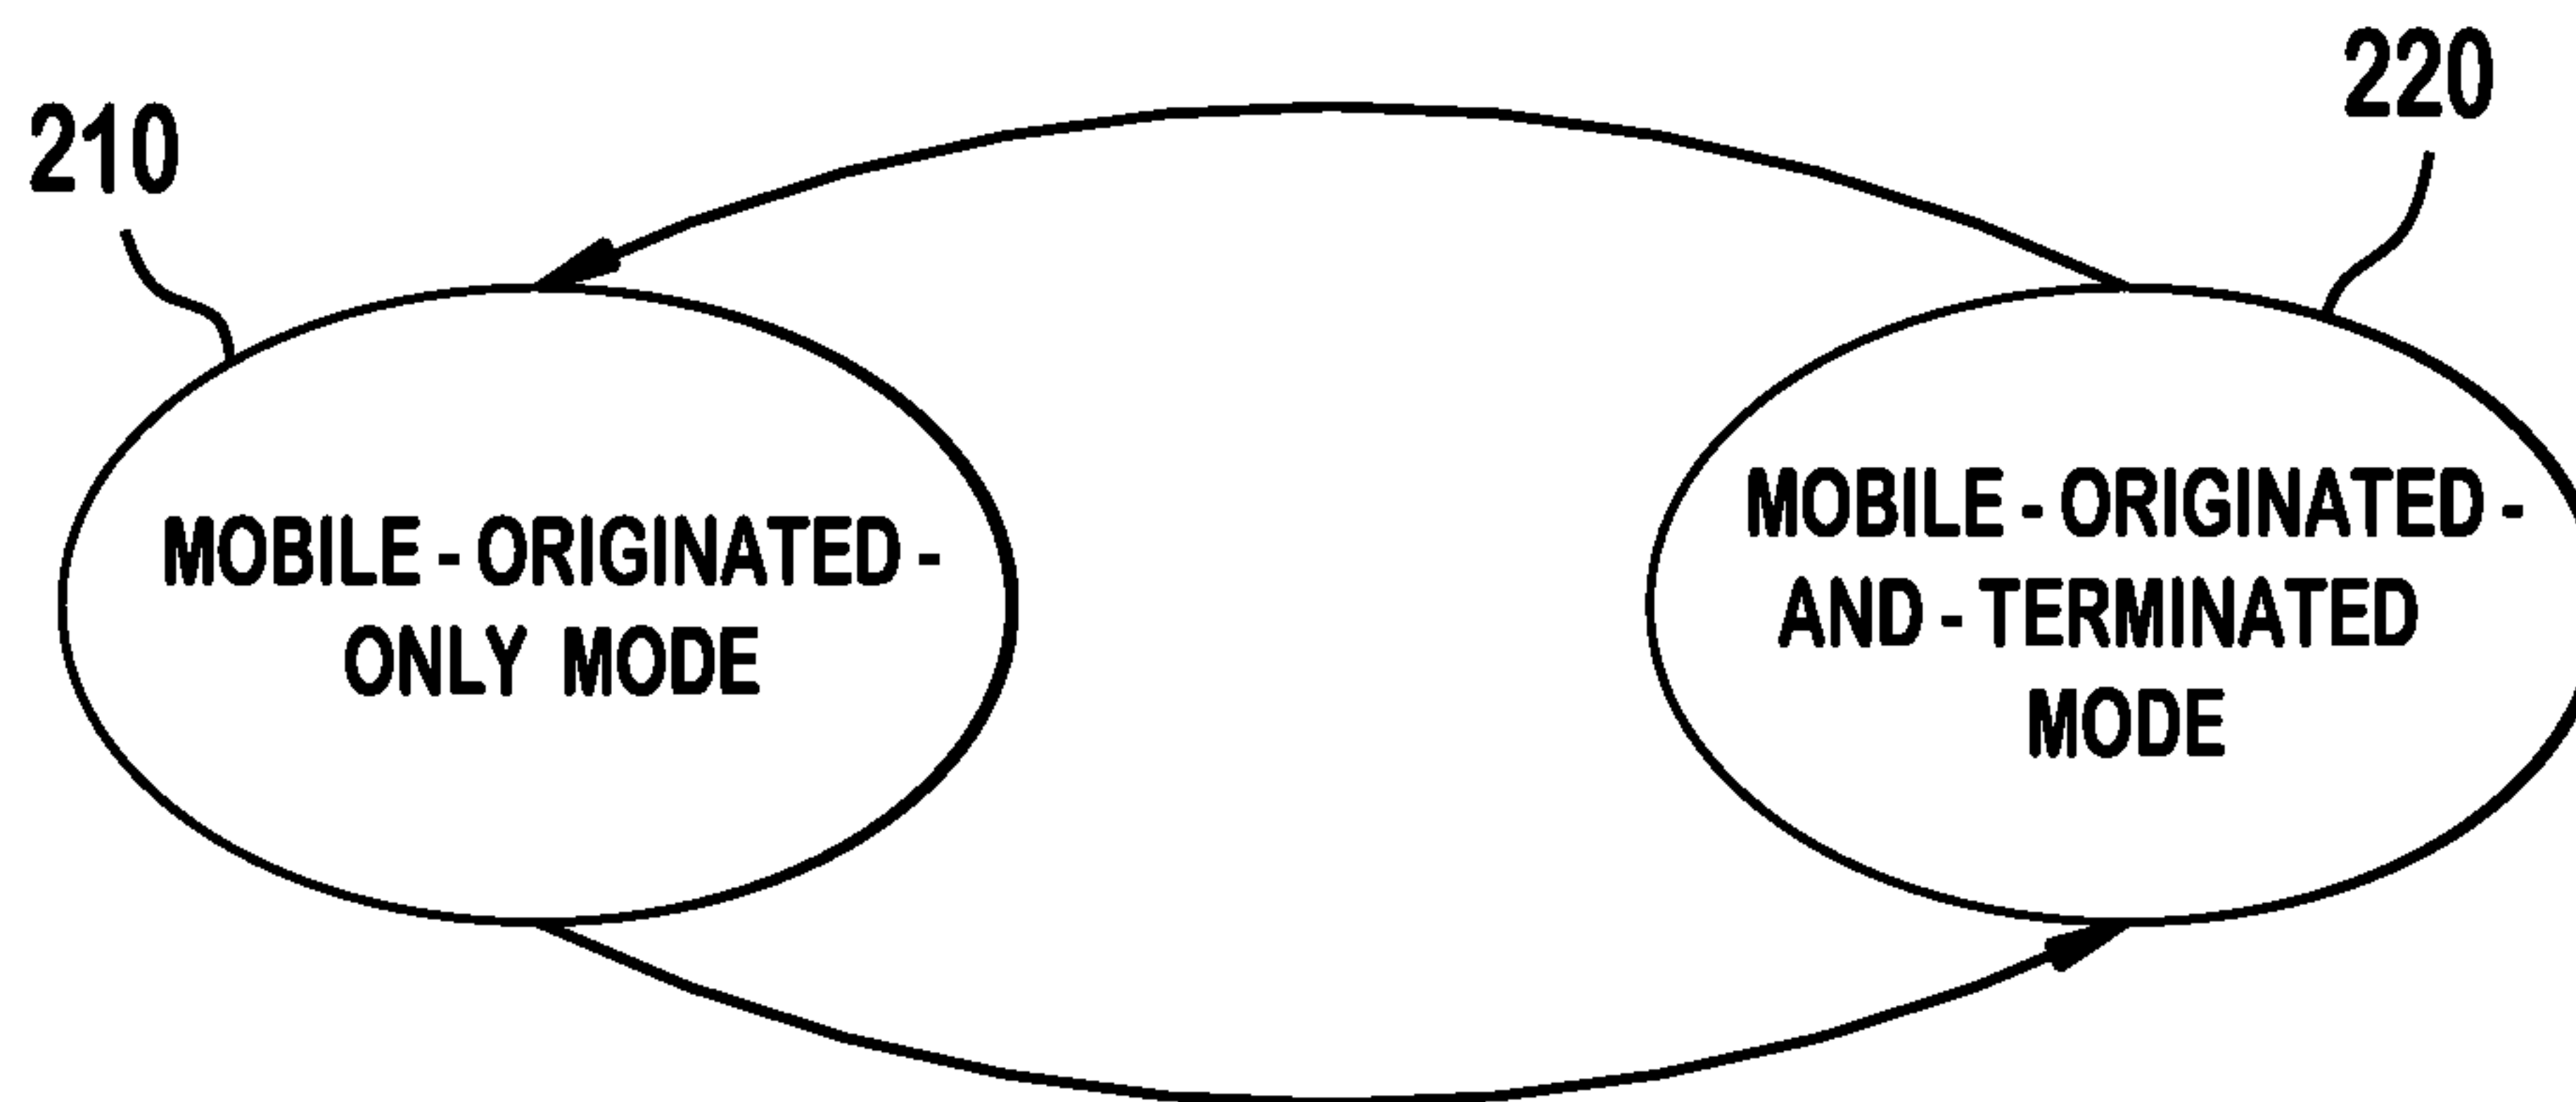 210
220
MOBILE - ORIGINATED -
ONLY MODE
MOBILE - ORIGINATED -
AND - TERMINATED
MODE